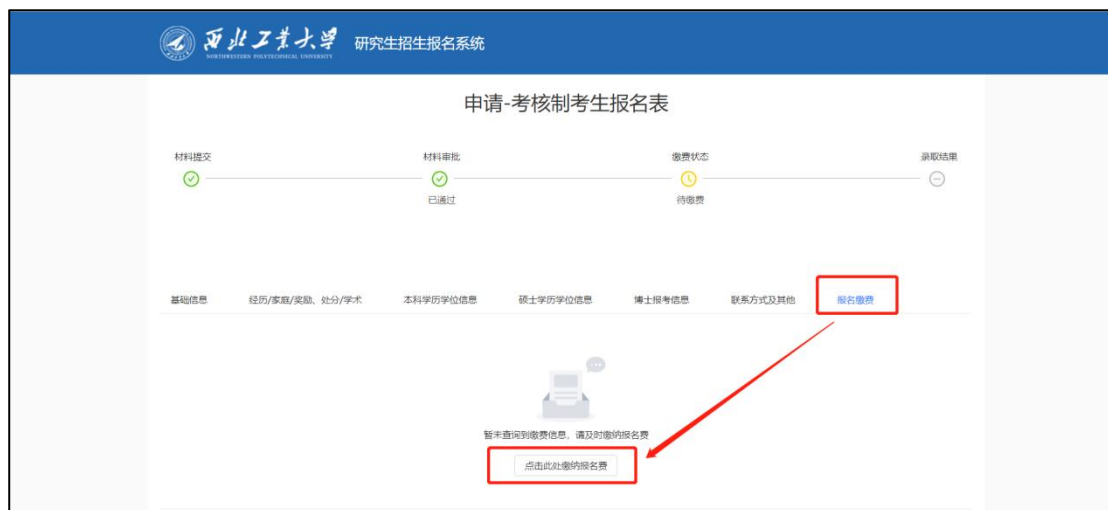 西北工业大学 研究生招生报名系统
NORTHWESTERN POLYTECHNICAL UNIVERSITY
申请-考核制考生报名表
材料提交 材料审批 缴费状态 录取结果
已通过 待缴费
基础信息 经历/家庭/奖励、处分/学术 本科学历学位信息 硕士学历学位信息 博士报考信息 联系方式及其他 报名缴费
暂未查询到缴费信息，请及时缴纳报名费
点击此处缴纳报名费